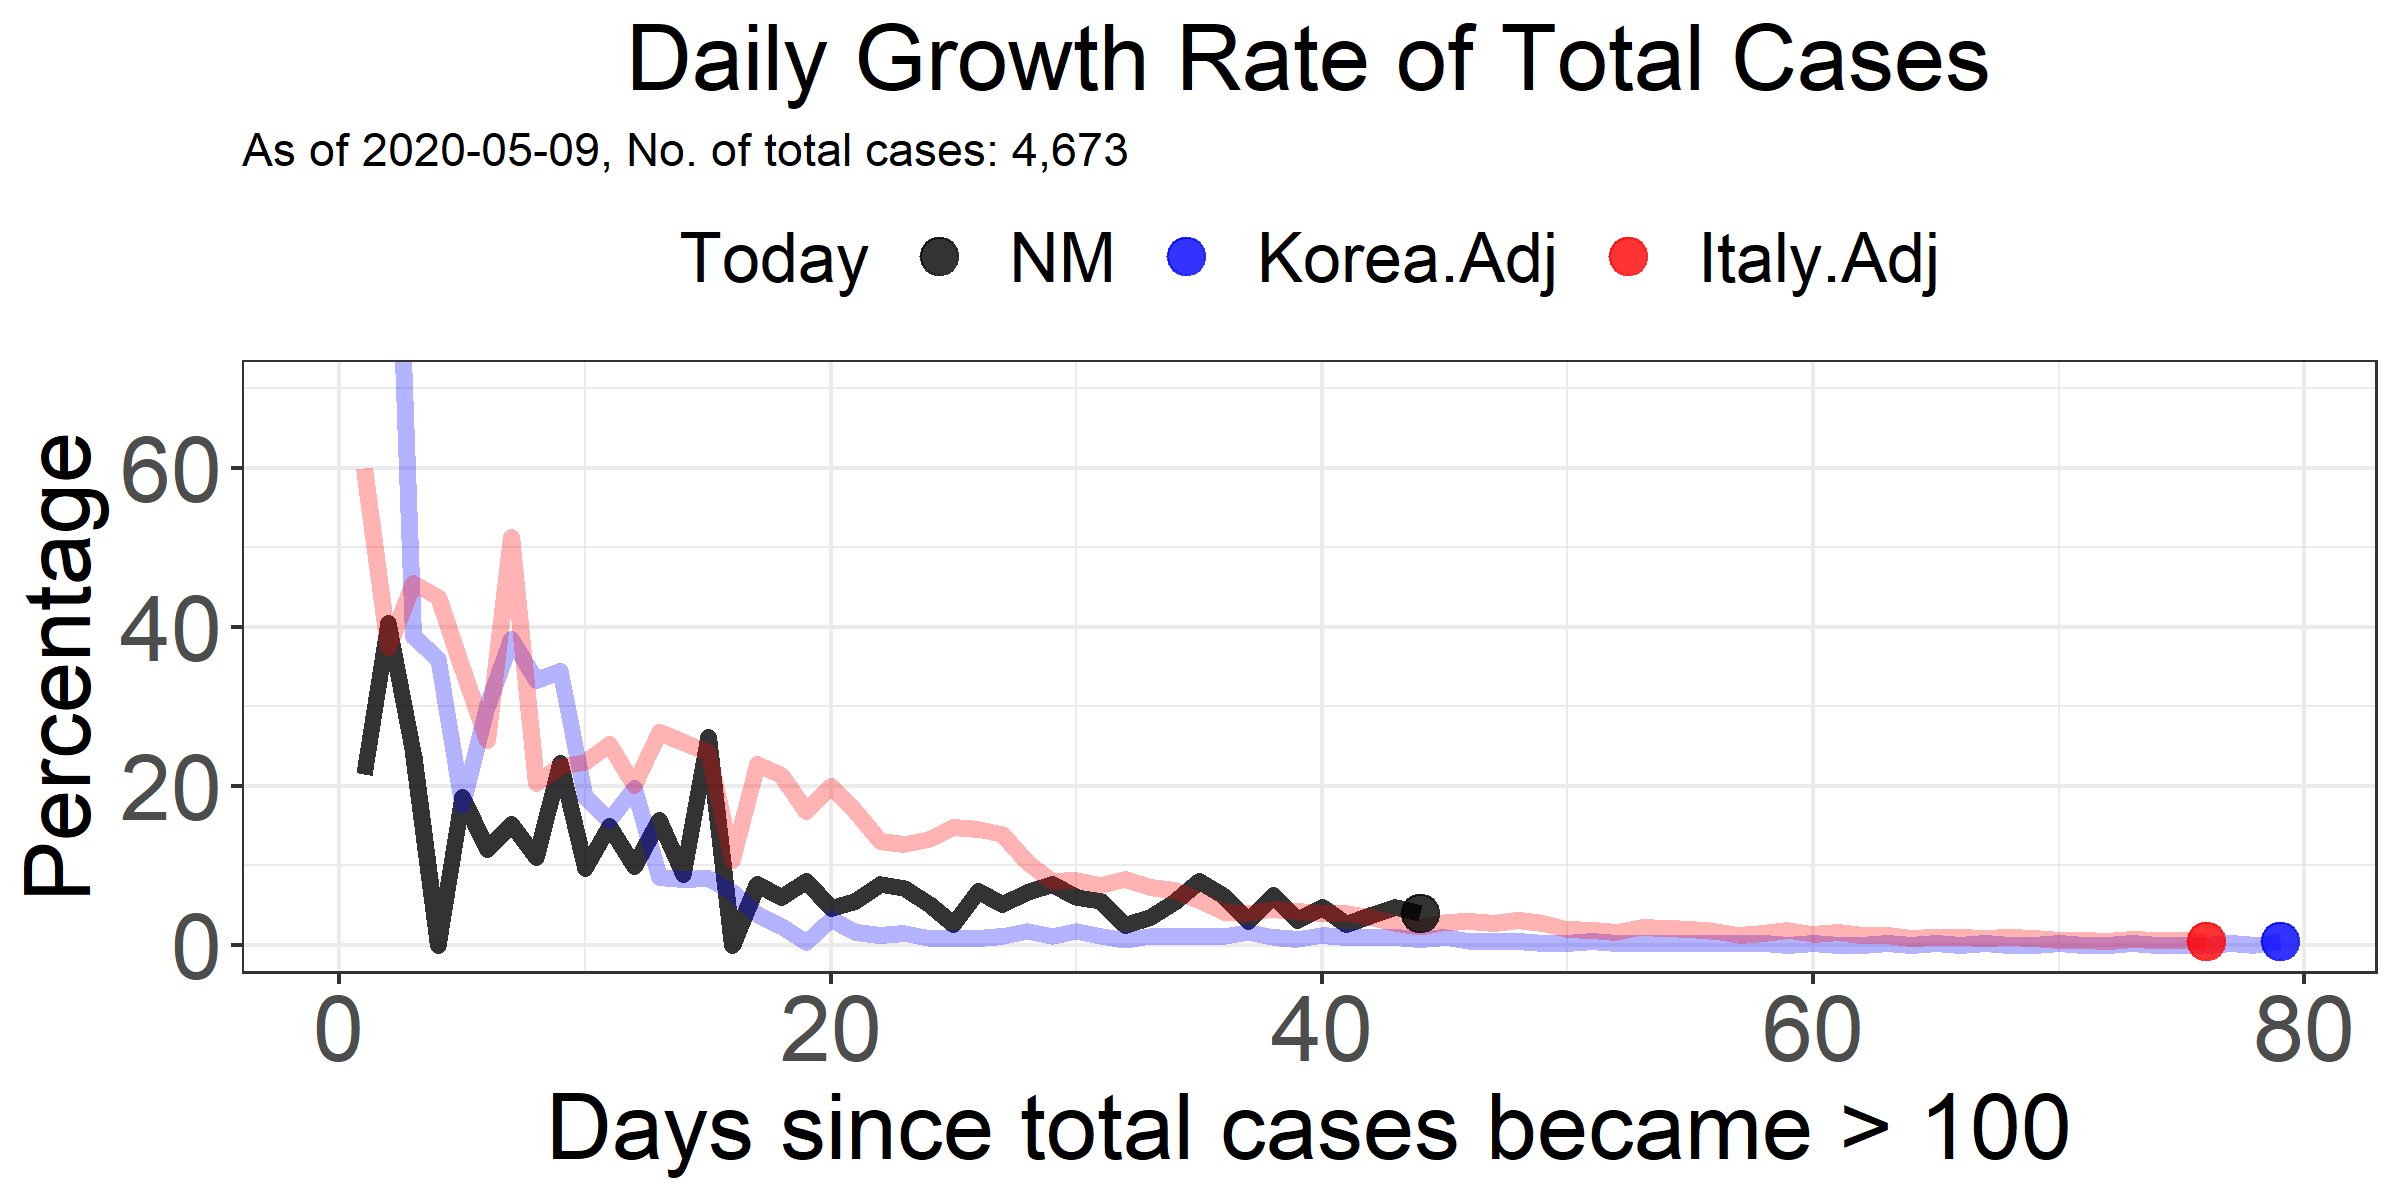 Daily Growth Rate of Total Cases
As of 2020-05-09, No. of total cases: 4,673
Today NM Korea.Adj Italy.Adj
Percentage
60
40
20
0
0 20 40 60 80
Days since total cases became > 100